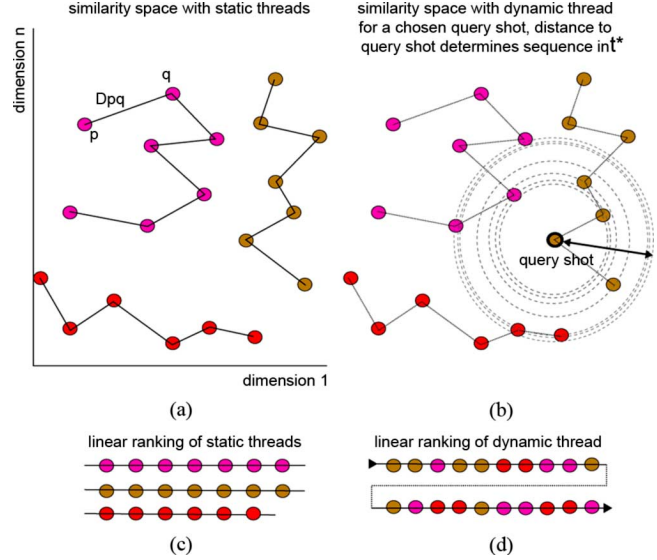 similarity space with static threads
dimension n
q
Dpq
p
dimension 1
(a)
similarity space with dynamic thread
for a chosen query shot, distance to
query shot determines sequence in t*
query shot
(b)
linear ranking of static threads
(c)
linear ranking of dynamic thread
(d)